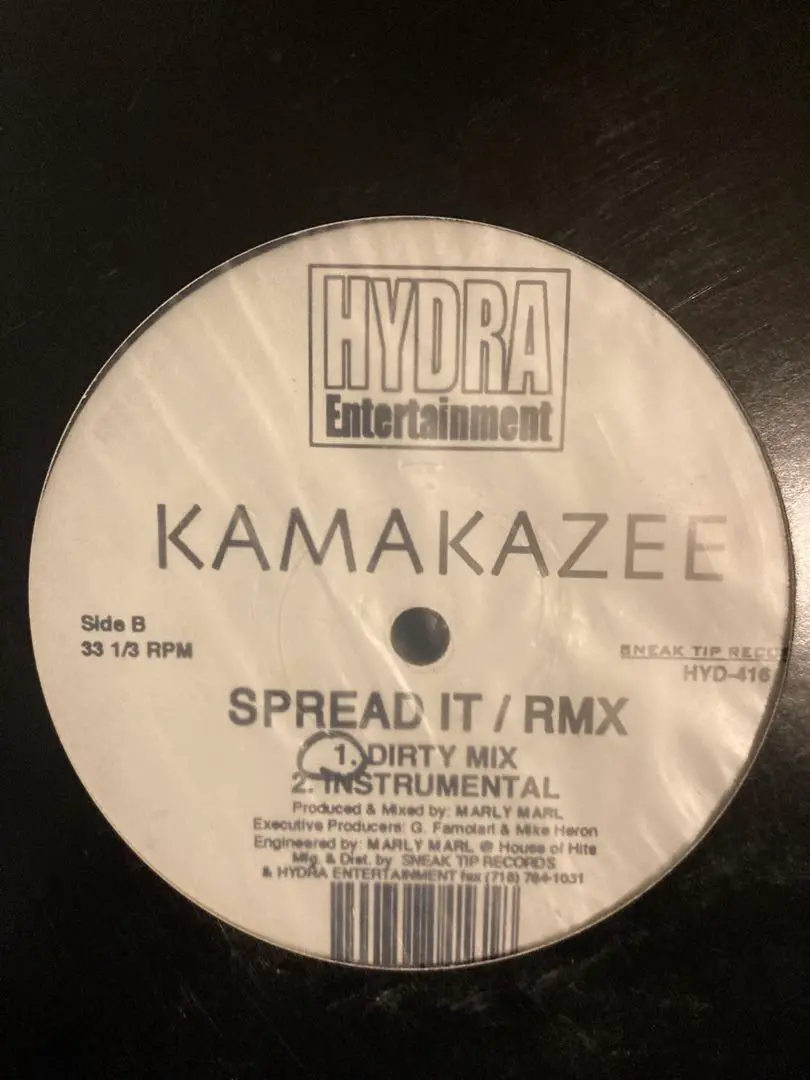 HYDRA
Entertainment
KAMAKAZEE
Side B
33 1/3 RPM
SNEAK TIP RECO
HYD-416
SPREAD IT / RMX
1. DIRTY MIX
2. INSTRUMENTAL
Produced & Mixed by: MARLY MARL
Executive Producers: G. Famolari & Mike Heron
Engineered by: MARLY MARL @ House of Hits
Mfg. & Dist. by SNEAK TIP RECORDS
& HYDRA ENTERTAINMENT fax (718) 784-1031